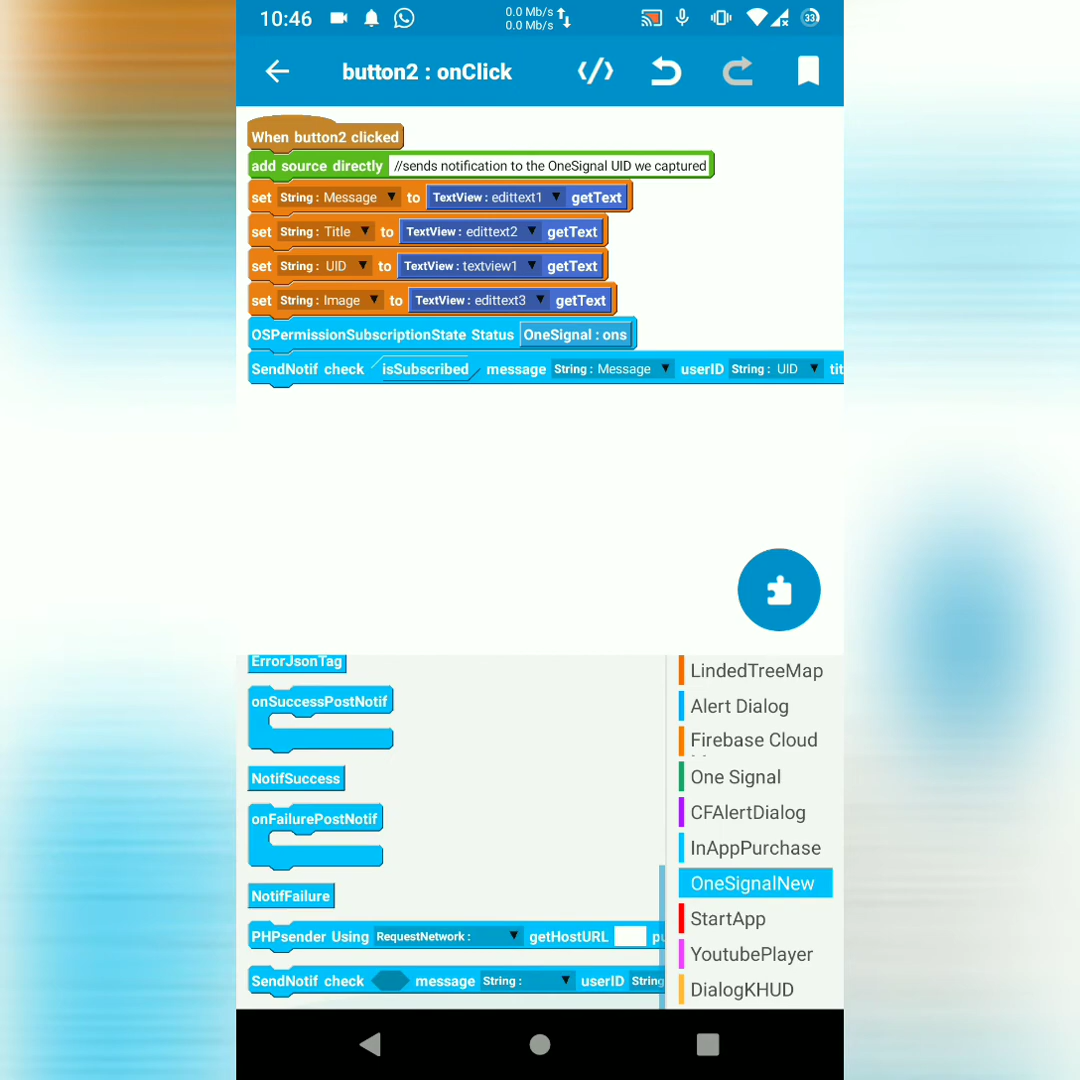 10:46
0.0 Mb/s
0.0 Mb/s
33
button2 : onClick
When button2 clicked
add source directly //sends notification to the OneSignal UID we captured
set String : Message to TextView : edittext1 getText
set String : Title to TextView : edittext2 getText
set String : UID to TextView : textview1 getText
set String : Image to TextView : edittext3 getText
OSPermissionSubscriptionState Status OneSignal : ons
SendNotif check isSubscribed message String : Message userID String : UID tit
ErrorJsonTag
onSuccessPostNotif
NotifSuccess
onFailurePostNotif
NotifFailure
PHPsender Using RequestNetwork : getHostURL pu
SendNotif check message String : userID String
LindedTreeMap
Alert Dialog
Firebase Cloud
One Signal
CFAlertDialog
InAppPurchase
OneSignalNew
StartApp
YoutubePlayer
DialogKHUD